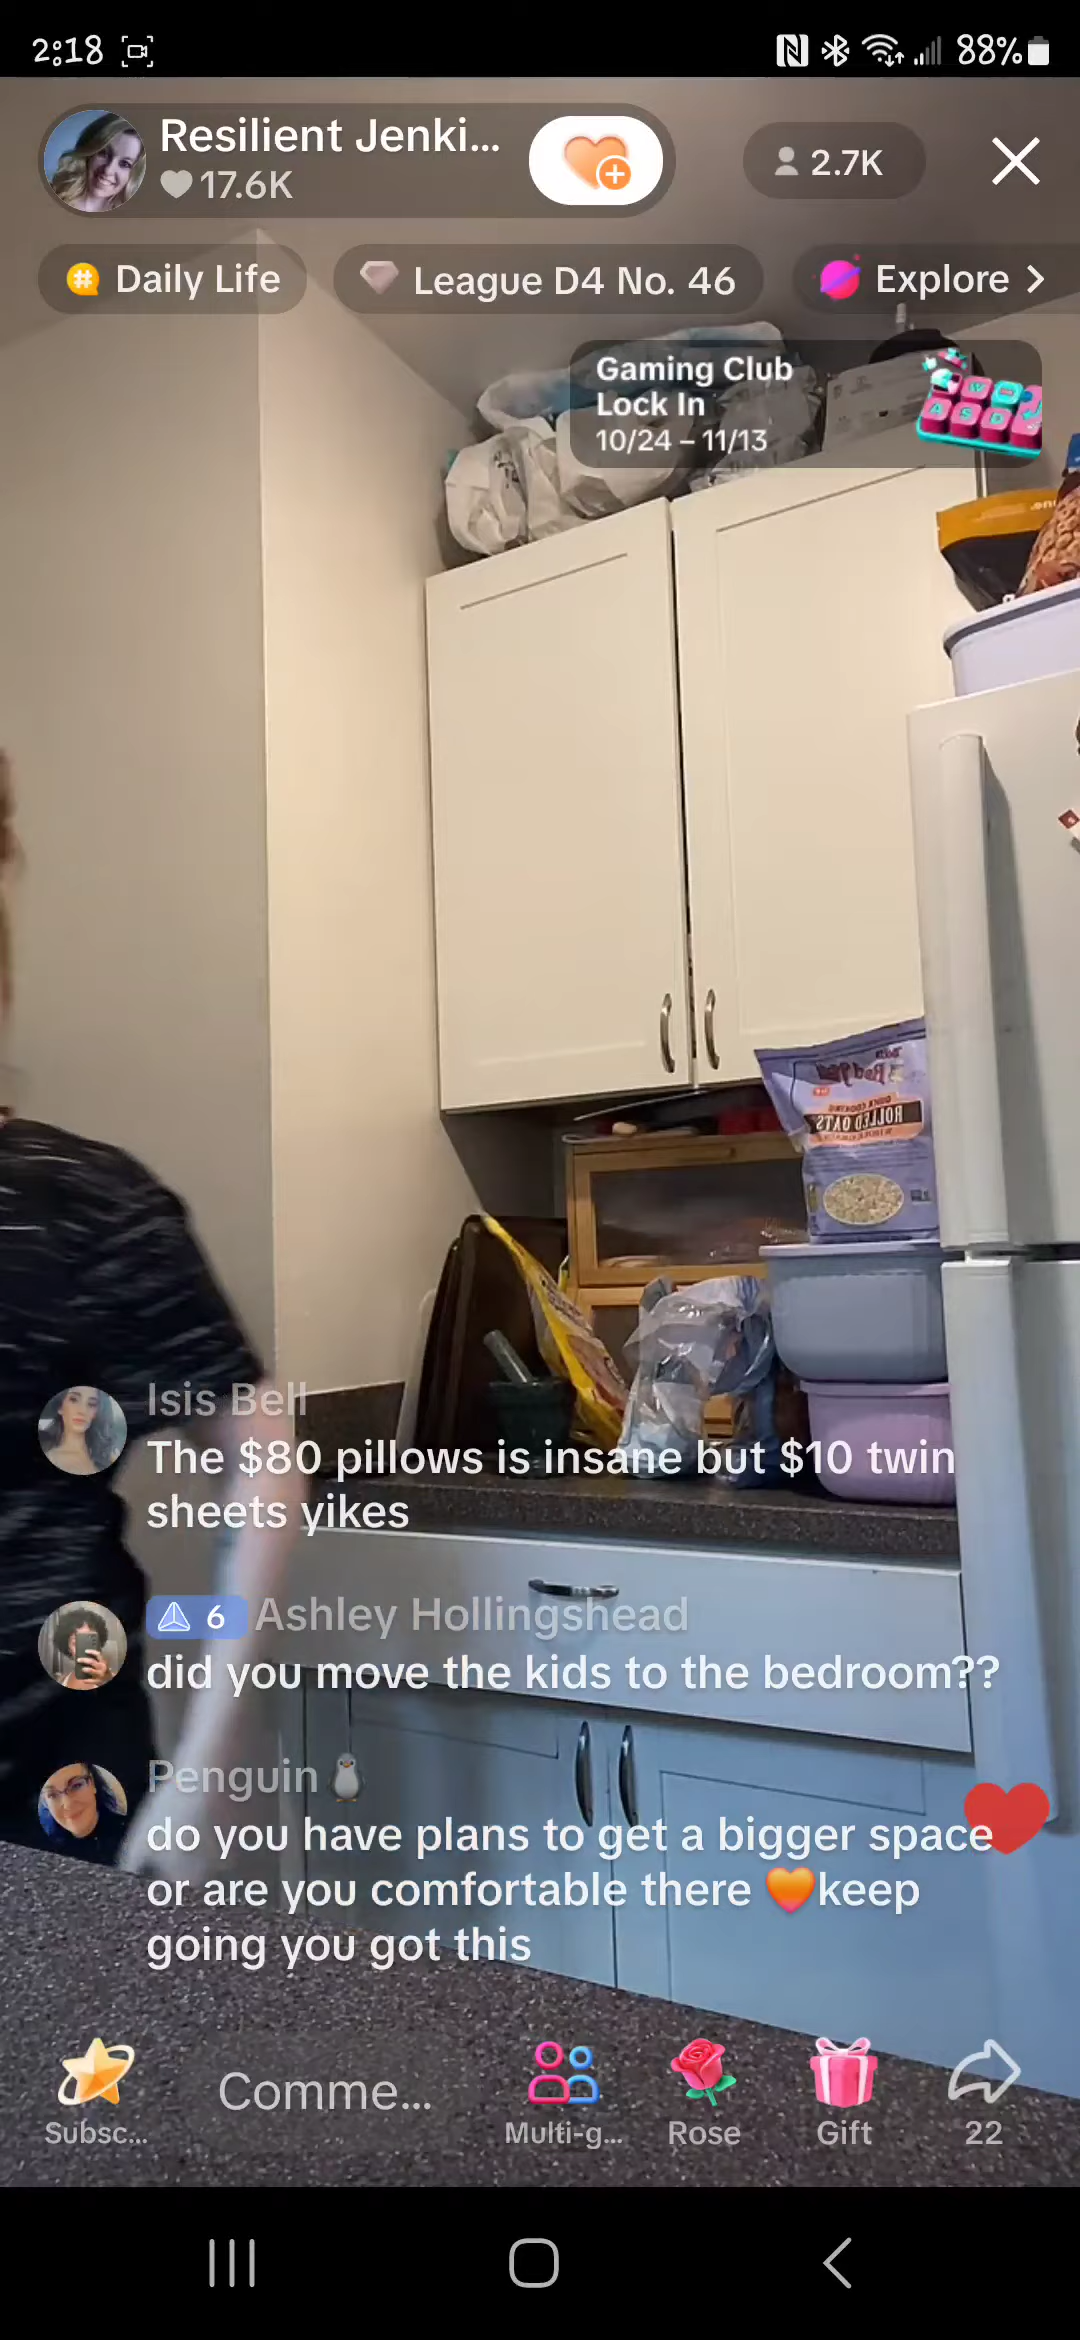 2:18
88%
Resilient Jenki...
17.6K
2.7K
Daily Life
League D4 No. 46
Explore >
Gaming Club
Lock In
10/24 – 11/13
W
A S D
QUICK COOKING
ROLLED OATS
Isis Bell
The $80 pillows is insane but $10 twin
sheets yikes
6 Ashley Hollingshead
did you move the kids to the bedroom??
Penguin🐧
do you have plans to get a bigger space
or are you comfortable there 🧡keep
going you got this
Subsc...
Comme...
Multi-g...
Rose
Gift
22